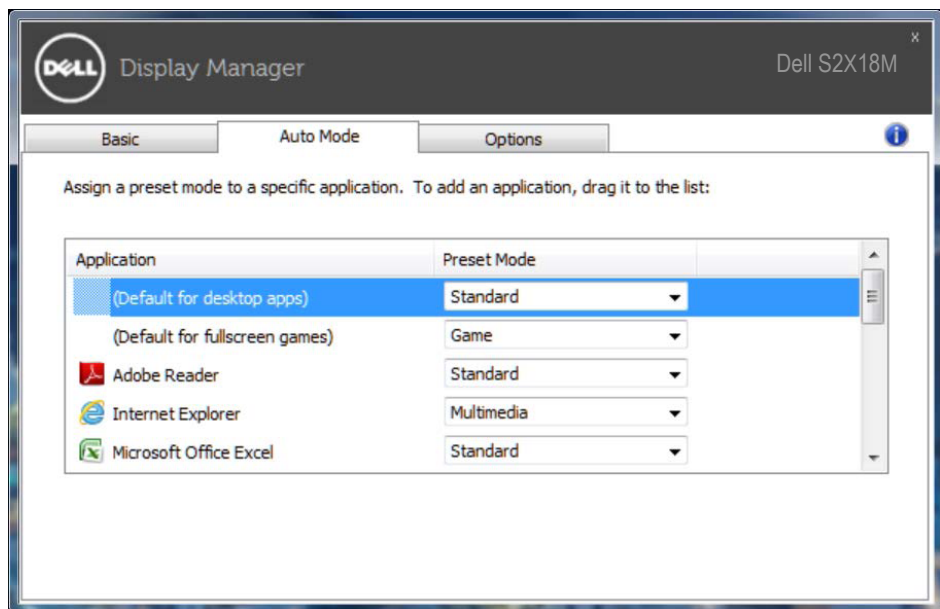 DELL Display Manager
Dell S2X18M
x
Basic Auto Mode Options
Assign a preset mode to a specific application. To add an application, drag it to the list:
Application Preset Mode
(Default for desktop apps) Standard
(Default for fullscreen games) Game
Adobe Reader Standard
Internet Explorer Multimedia
Microsoft Office Excel Standard